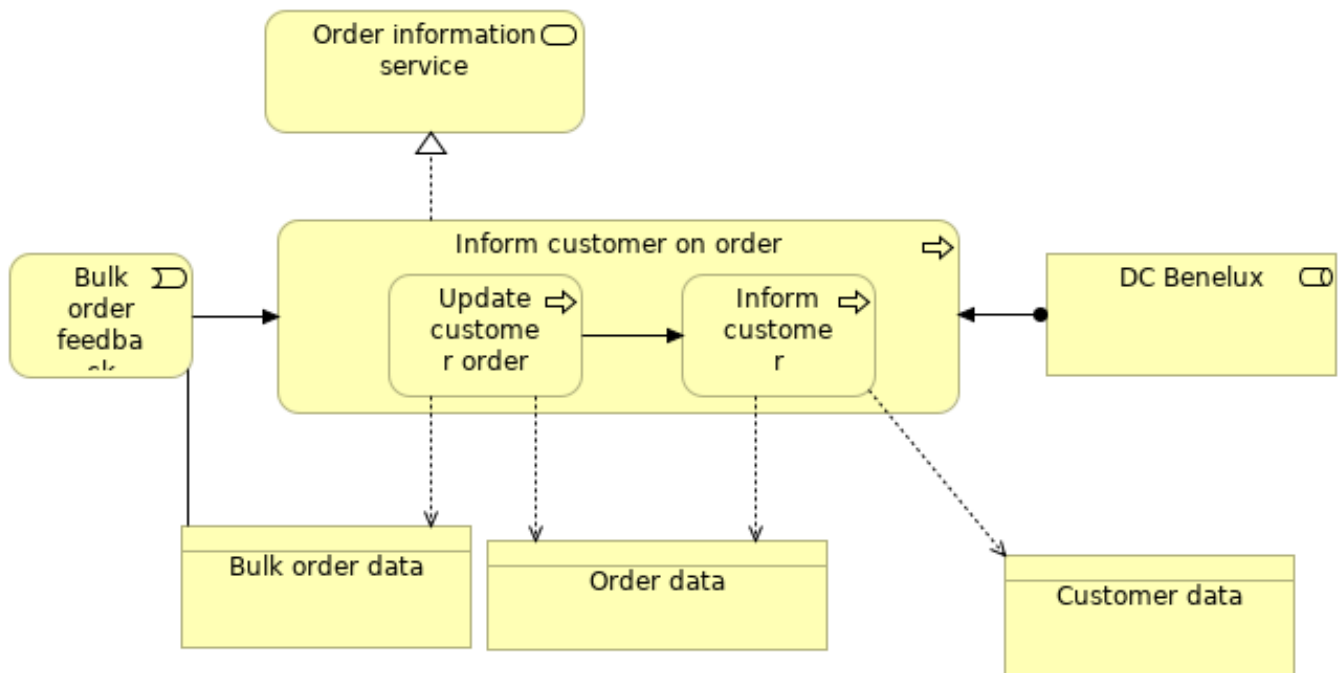 Order information
service
Inform customer on order
Bulk
order
feedba
Update
custome
r order
Inform
custome
r
DC Benelux
Bulk order data
Order data
Customer data